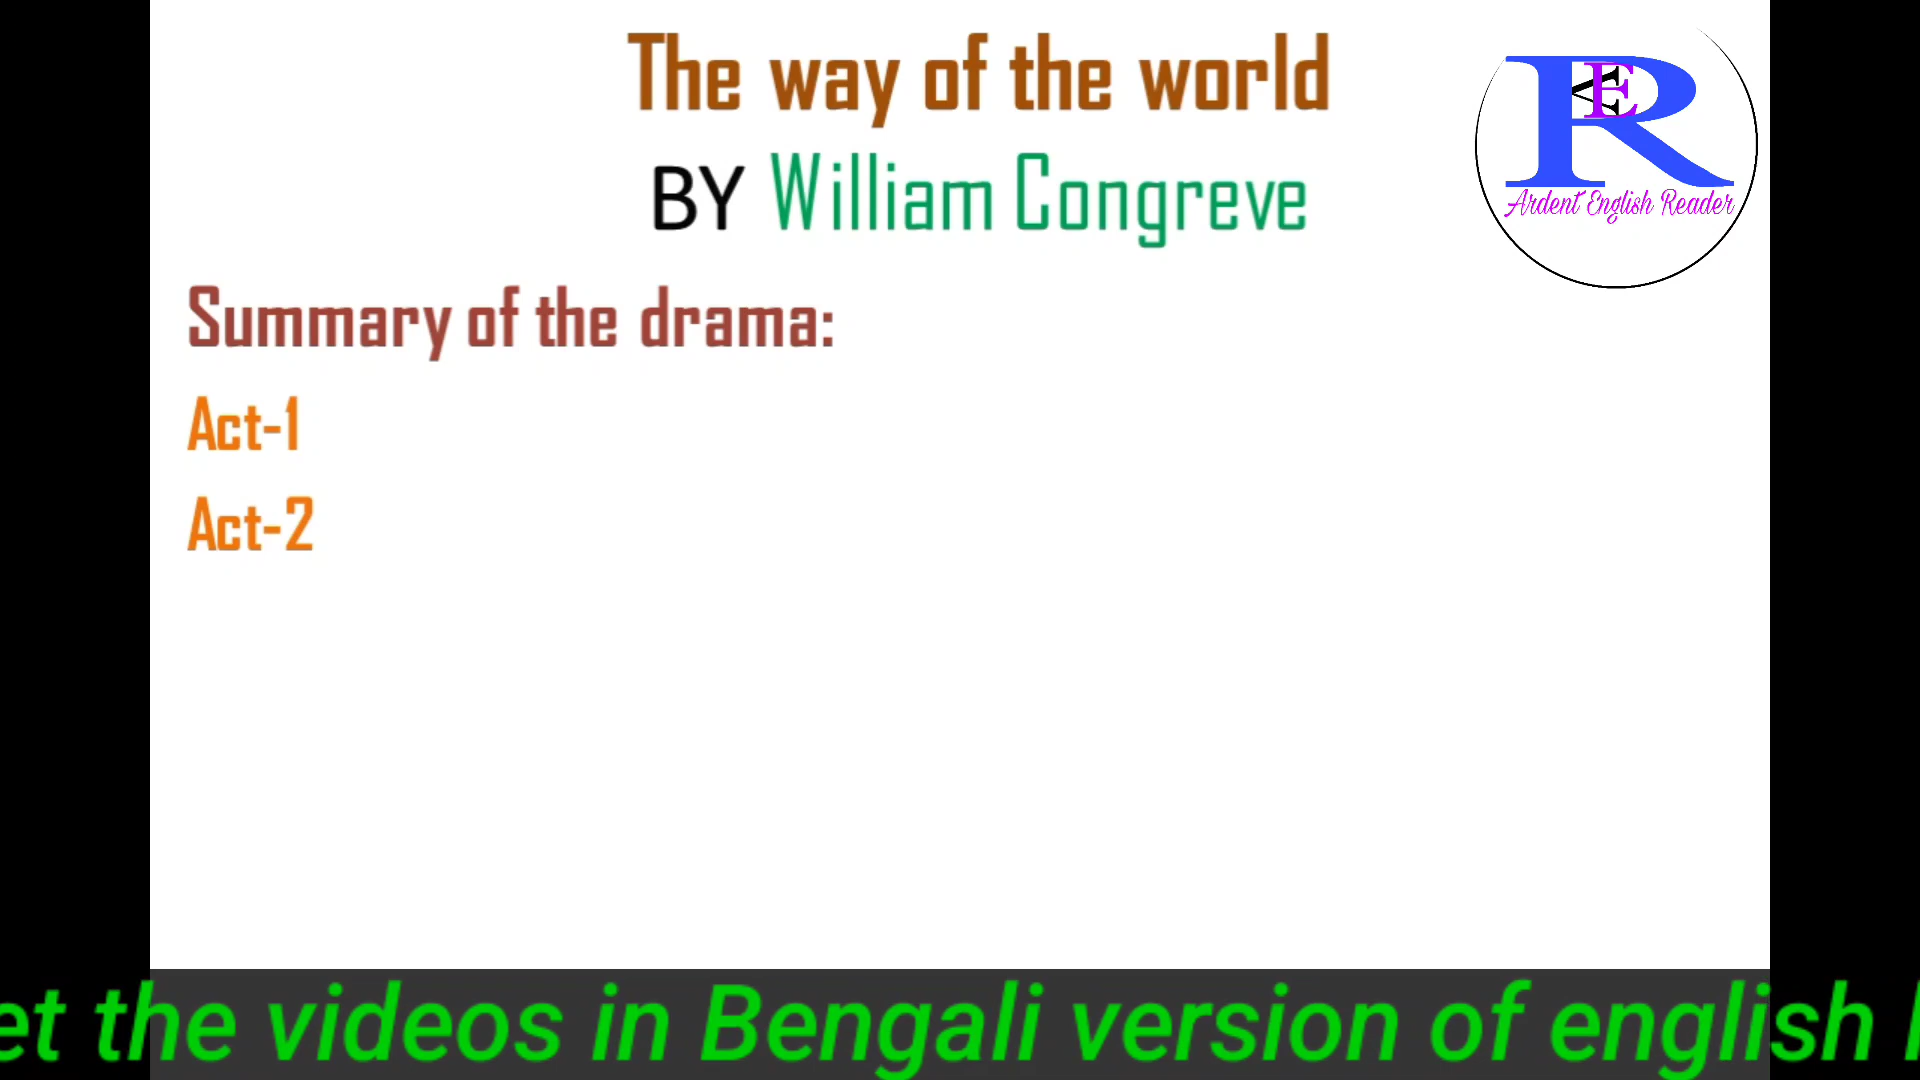 The way of the world
BY William Congreve
AER
Ardent English Reader
Summary of the drama:
Act-1
Act-2
the videos in Bengali version of english